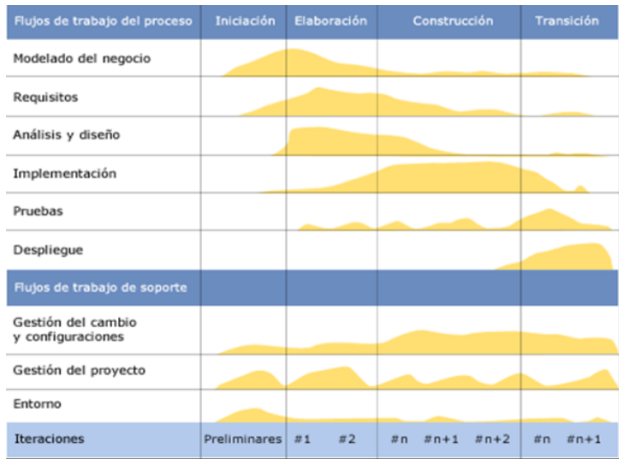 Flujos de trabajo del proceso Iniciación Elaboración Construcción Transición
Modelado del negocio
Requisitos
Análisis y diseño
Implementación
Pruebas
Despliegue
Flujos de trabajo de soporte
Gestión del cambio
y configuraciones
Gestión del proyecto
Entorno
Iteraciones Preliminares #1 #2 #n #n+1 #n+2 #n #n+1